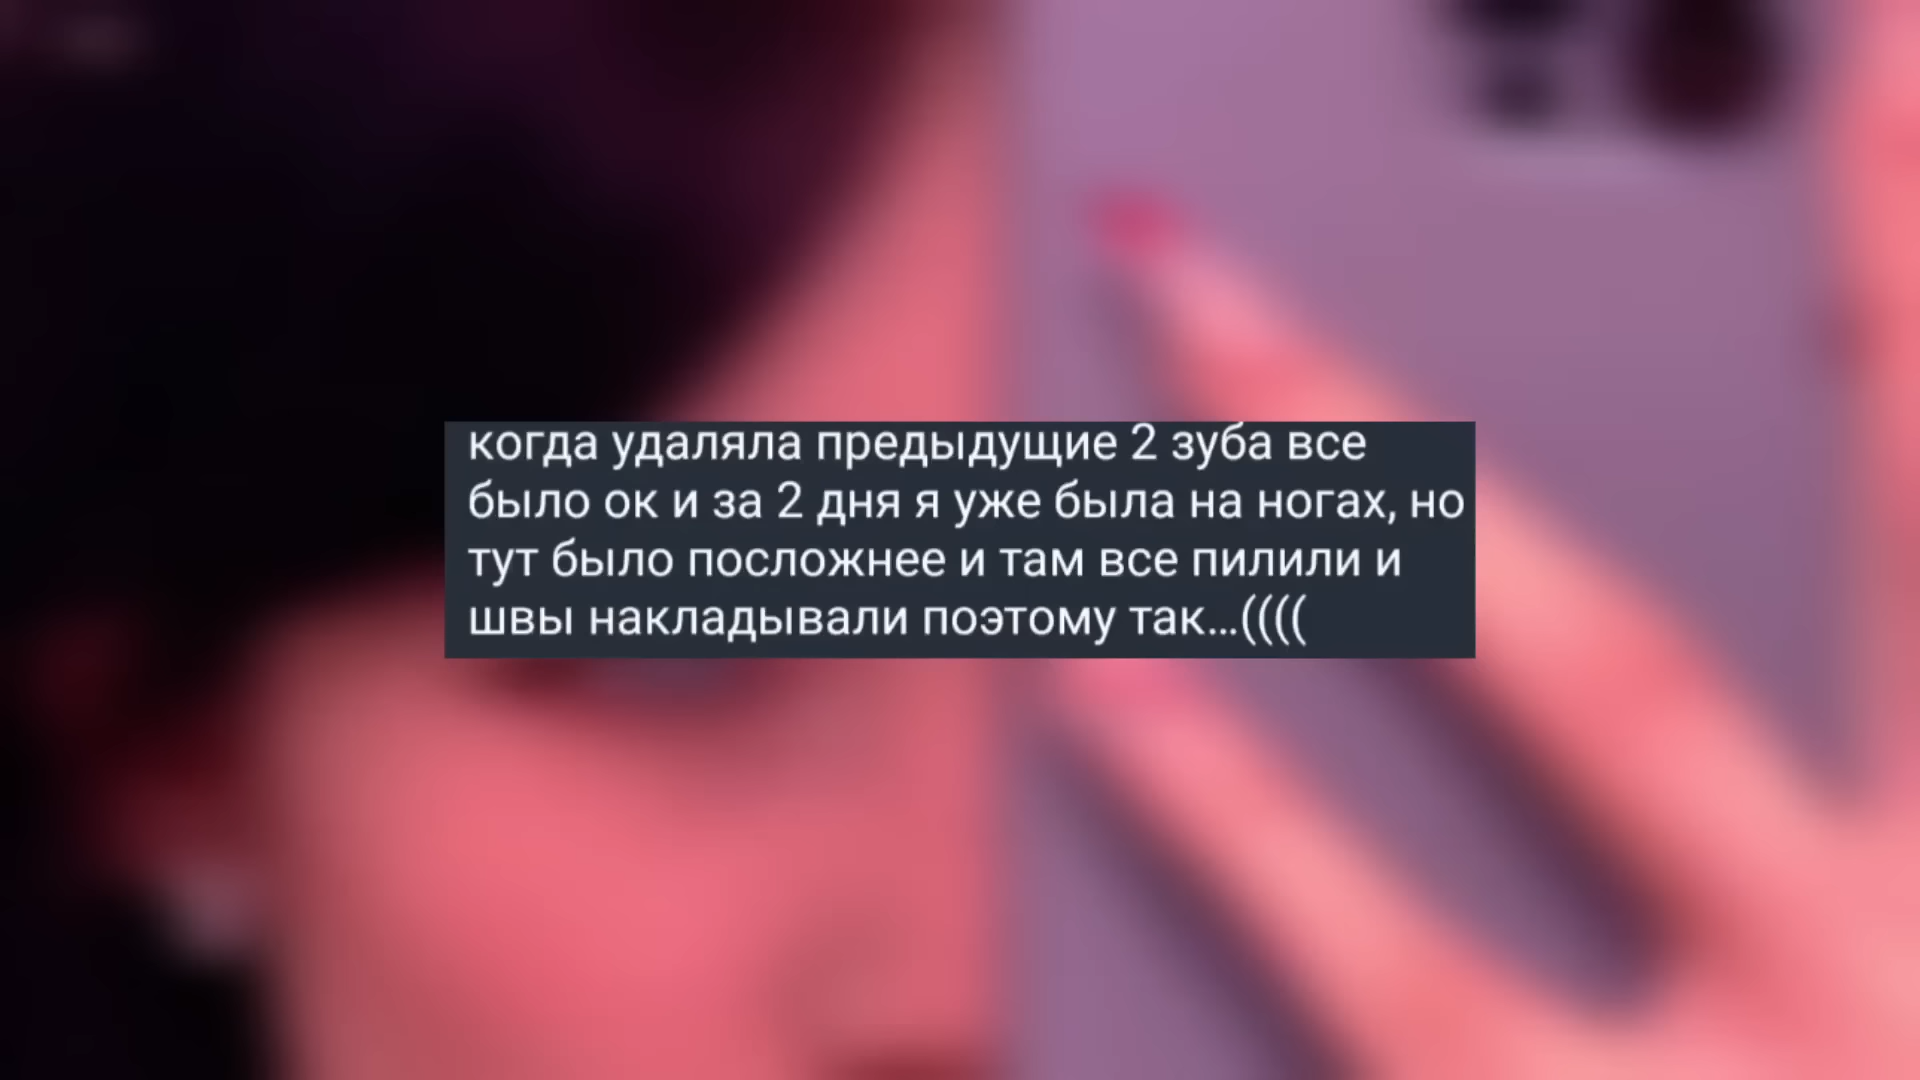 когда удаляла предыдущие 2 зуба все
было ок и за 2 дня я уже была на ногах, но
тут было посложнее и там все пилили и
швы накладывали поэтому так...((((